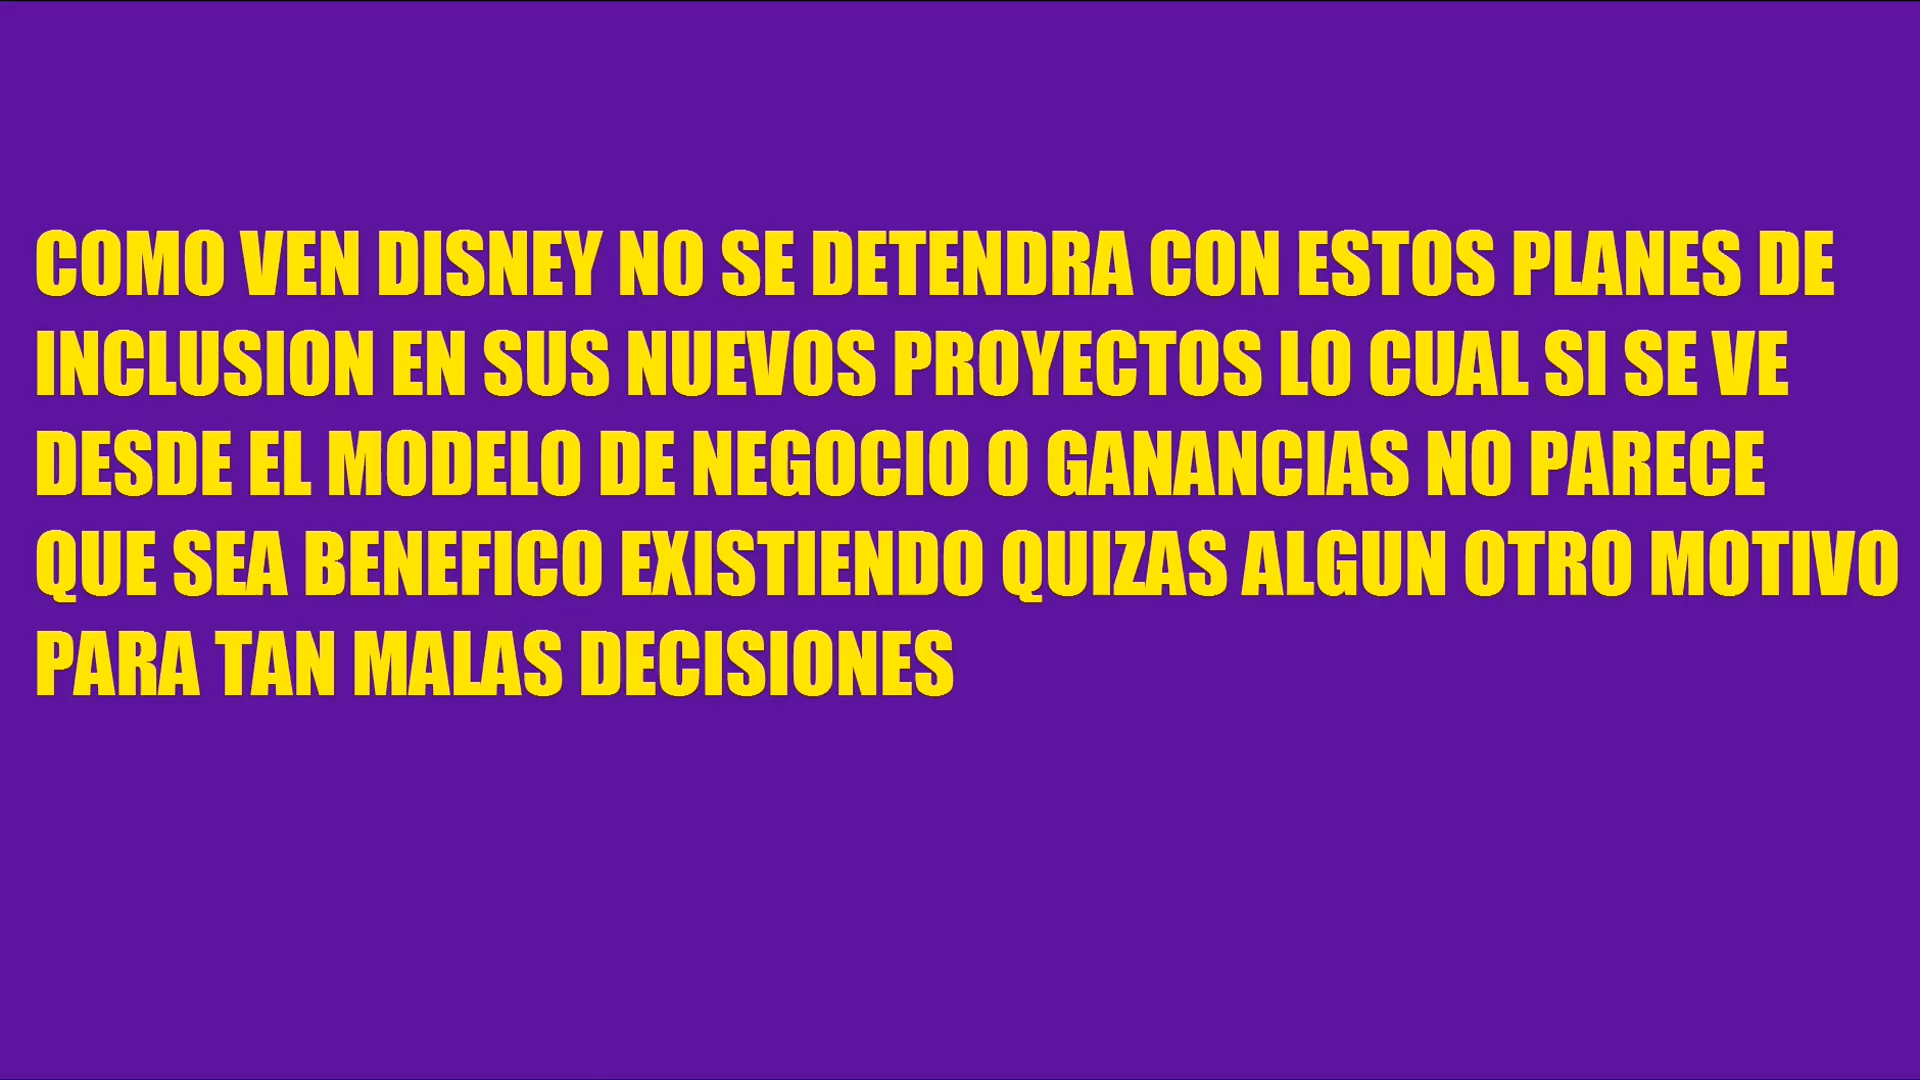 COMO VEN DISNEY NO SE DETENDRA CON ESTOS PLANES DE
INCLUSION EN SUS NUEVOS PROYECTOS LO CUAL SI SE VE
DESDE EL MODELO DE NEGOCIO O GANANCIAS NO PARECE
QUE SEA BENEFICO EXISTIENDO QUIZAS ALGUN OTRO MOTIVO
PARA TAN MALAS DECISIONES